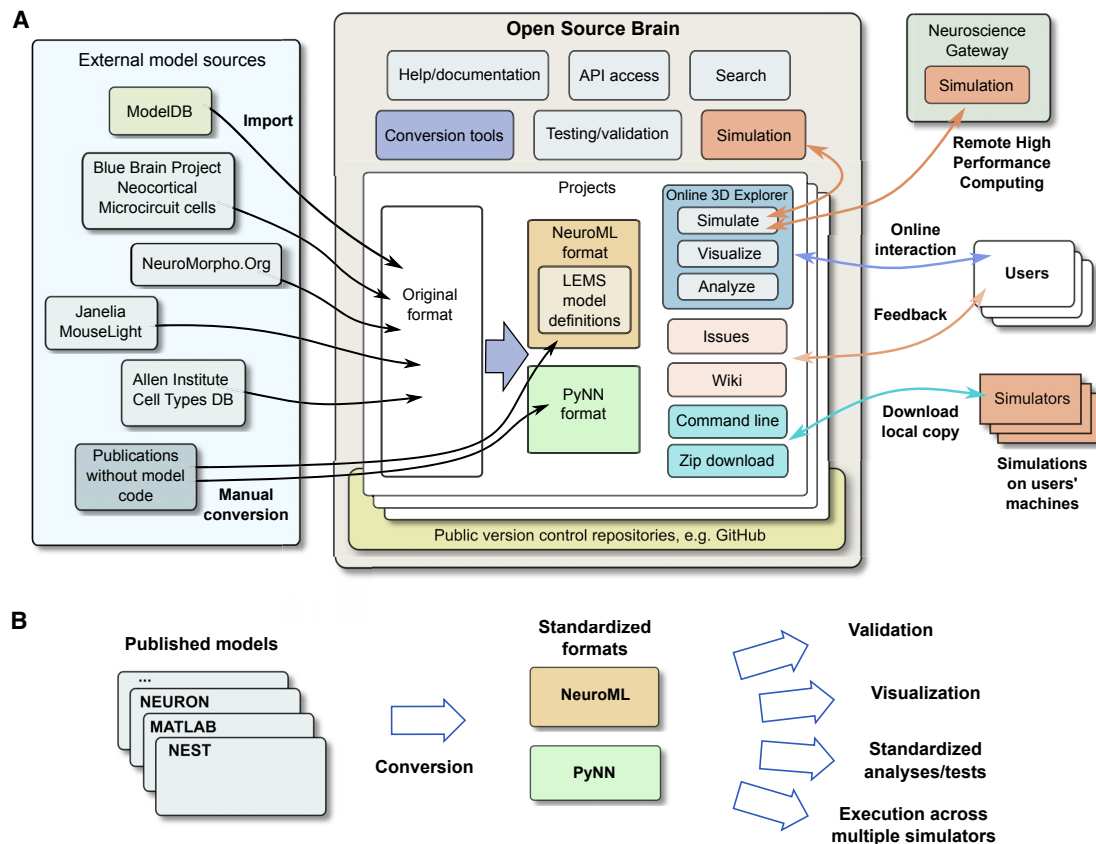 A
External model sources
ModelDB
Import
Blue Brain Project
Neocortical
Microcircuit cells
NeuroMorpho.Org
Janelia
MouseLight
Allen Institute
Cell Types DB
Publications
without model
code
Manual
conversion
Open Source Brain
Help/documentation
API access
Search
Conversion tools
Testing/validation
Simulation
Projects
Original
format
NeuroML
format
LEMS
model
definitions
PyNN
format
Online 3D Explorer
Simulate
Visualize
Analyze
Issues
Wiki
Command line
Zip download
Public version control repositories, e.g. GitHub
Neuroscience
Gateway
Simulation
Remote High
Performance
Computing
Online
interaction
Users
Feedback
Download
local copy
Simulators
Simulations
on users'
machines
B
Published models
...
NEURON
MATLAB
NEST
Conversion
Standardized
formats
NeuroML
PyNN
Validation
Visualization
Standardized
analyses/tests
Execution across
multiple simulators